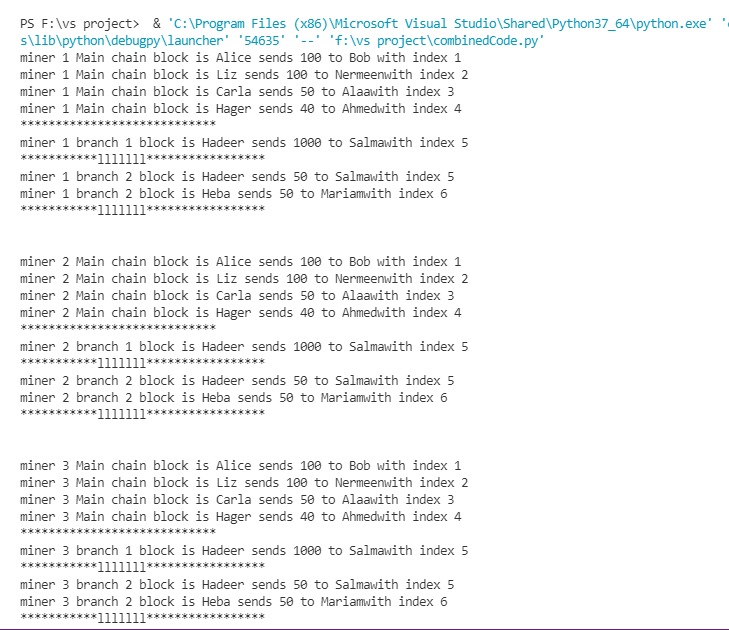 PS F:\vs project>  & 'C:\Program Files (x86)\Microsoft Visual Studio\Shared\Python37_64\python.exe'
s\lib\python\debugpy\launcher' '54635' '--' 'f:\vs project\combinedCode.py'
miner 1 Main chain block is Alice sends 100 to Bob with index 1
miner 1 Main chain block is Liz sends 100 to Nermeenwith index 2
miner 1 Main chain block is Carla sends 50 to Alaawith index 3
miner 1 Main chain block is Hager sends 40 to Ahmedwith index 4
****************************
miner 1 branch 1 block is Hadeer sends 1000 to Salmawith index 5
***********lllllll*****************
miner 1 branch 2 block is Hadeer sends 50 to Salmawith index 5
miner 1 branch 2 block is Heba sends 50 to Mariamwith index 6
***********lllllll*****************
miner 2 Main chain block is Alice sends 100 to Bob with index 1
miner 2 Main chain block is Liz sends 100 to Nermeenwith index 2
miner 2 Main chain block is Carla sends 50 to Alaawith index 3
miner 2 Main chain block is Hager sends 40 to Ahmedwith index 4
****************************
miner 2 branch 1 block is Hadeer sends 1000 to Salmawith index 5
***********lllllll*****************
miner 2 branch 2 block is Hadeer sends 50 to Salmawith index 5
miner 2 branch 2 block is Heba sends 50 to Mariamwith index 6
***********lllllll*****************
miner 3 Main chain block is Alice sends 100 to Bob with index 1
miner 3 Main chain block is Liz sends 100 to Nermeenwith index 2
miner 3 Main chain block is Carla sends 50 to Alaawith index 3
miner 3 Main chain block is Hager sends 40 to Ahmedwith index 4
****************************
miner 3 branch 1 block is Hadeer sends 1000 to Salmawith index 5
***********lllllll*****************
miner 3 branch 2 block is Hadeer sends 50 to Salmawith index 5
miner 3 branch 2 block is Heba sends 50 to Mariamwith index 6
***********lllllll*****************